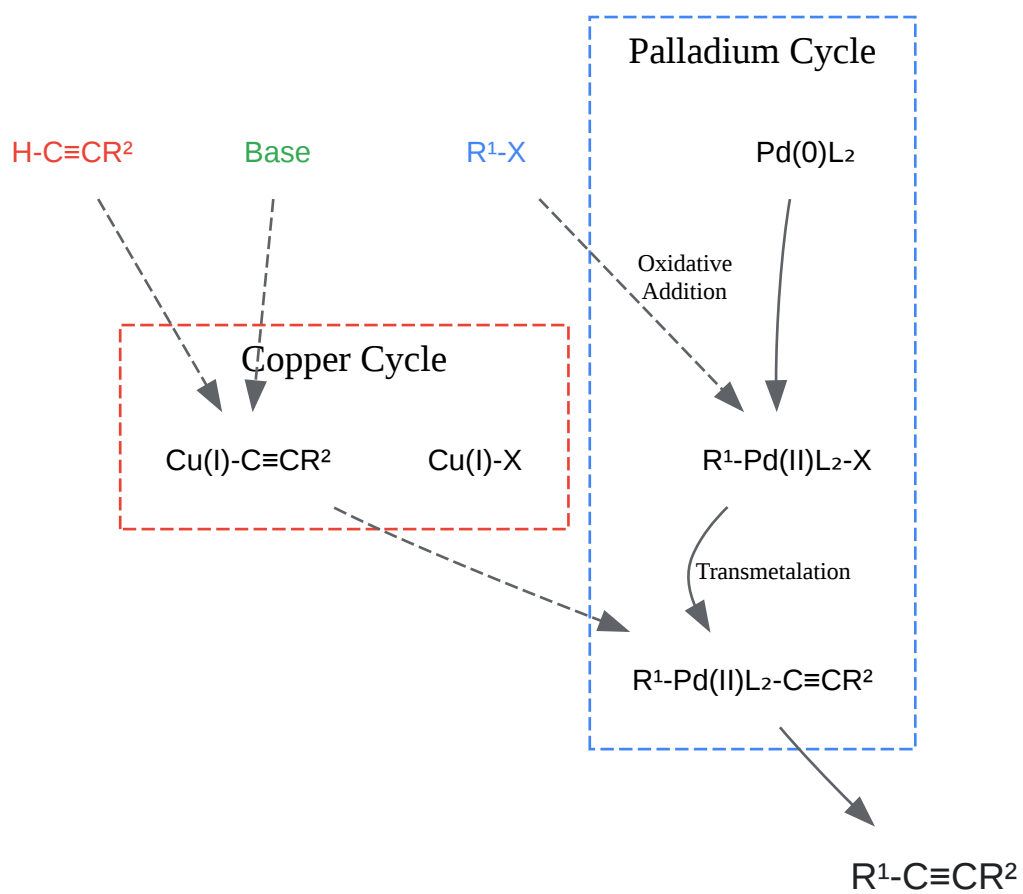 Palladium Cycle
H-C≡CR²
Base
R¹-X
Pd(0)L₂
Oxidative
Addition
Copper Cycle
Cu(I)-C≡CR²
Cu(I)-X
R¹-Pd(II)L₂-X
Transmetalation
R¹-Pd(II)L₂-C≡CR²
R¹-C≡CR²